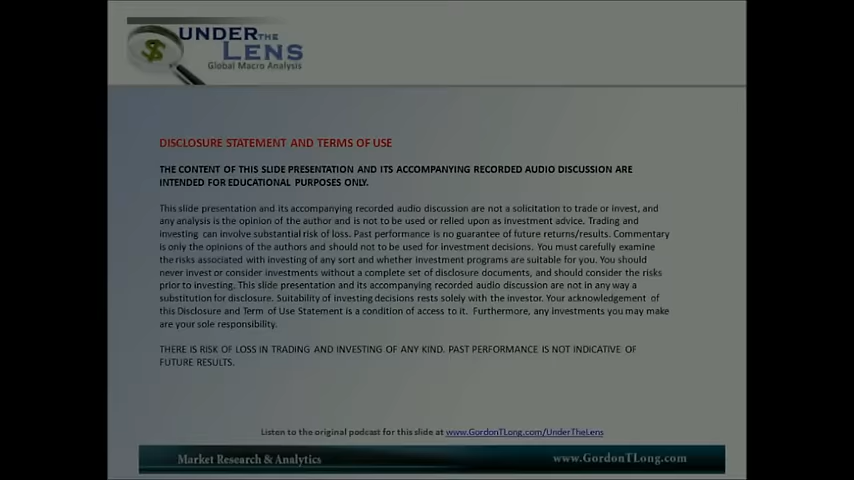 UNDER THE
LENS
Global Macro Analysis
DISCLOSURE STATEMENT AND TERMS OF USE
THE CONTENT OF THIS SLIDE PRESENTATION AND ITS ACCOMPANYING RECORDED AUDIO DISCUSSION ARE
INTENDED FOR EDUCATIONAL PURPOSES ONLY.
This slide presentation and its accompanying recorded audio discussion are not a solicitation to trade or invest, and
any analysis is the opinion of the author and is not to be used or relied upon as investment advice. Trading and
investing can involve substantial risk of loss. Past performance is no guarantee of future returns/results. Commentary
is only the opinions of the authors and should not to be used for investment decisions. You must carefully examine
the risks associated with investing of any sort and whether investment programs are suitable for you. You should
never invest or consider investments without a complete set of disclosure documents, and should consider the risks
prior to investing. This slide presentation and its accompanying recorded audio discussion are not in any way a
substitution for disclosure. Suitability of investing decisions rests solely with the investor. Your acknowledgement of
this Disclosure and Term of Use Statement is a condition of access to it. Furthermore, any investments you may make
are your sole responsibility.
THERE IS RISK OF LOSS IN TRADING AND INVESTING OF ANY KIND. PAST PERFORMANCE IS NOT INDICATIVE OF
FUTURE RESULTS.
Listen to the original podcast for this slide at www.GordonTLong.com/UnderTheLens
Market Research & Analytics www.GordonTLong.com